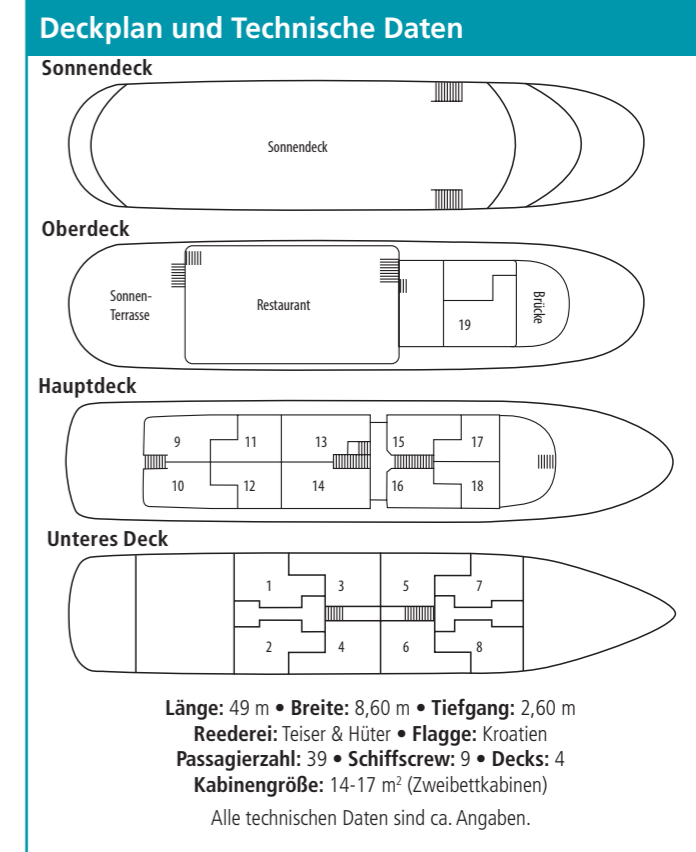 Deckplan und Technische Daten
Sonnendeck
Sonnendeck
Oberdeck
Sonnen-
Terrasse
Restaurant
19
Brücke
Hauptdeck
9 11 13 15 17
10 12 14 16 18
Unteres Deck
1 3 5 7
2 4 6 8
Länge: 49 m • Breite: 8,60 m • Tiefgang: 2,60 m
Reederei: Teiser & Hüter • Flagge: Kroatien
Passagierzahl: 39 • Schiffscrew: 9 • Decks: 4
Kabinengröße: 14-17 m² (Zweibettkabinen)
Alle technischen Daten sind ca. Angaben.